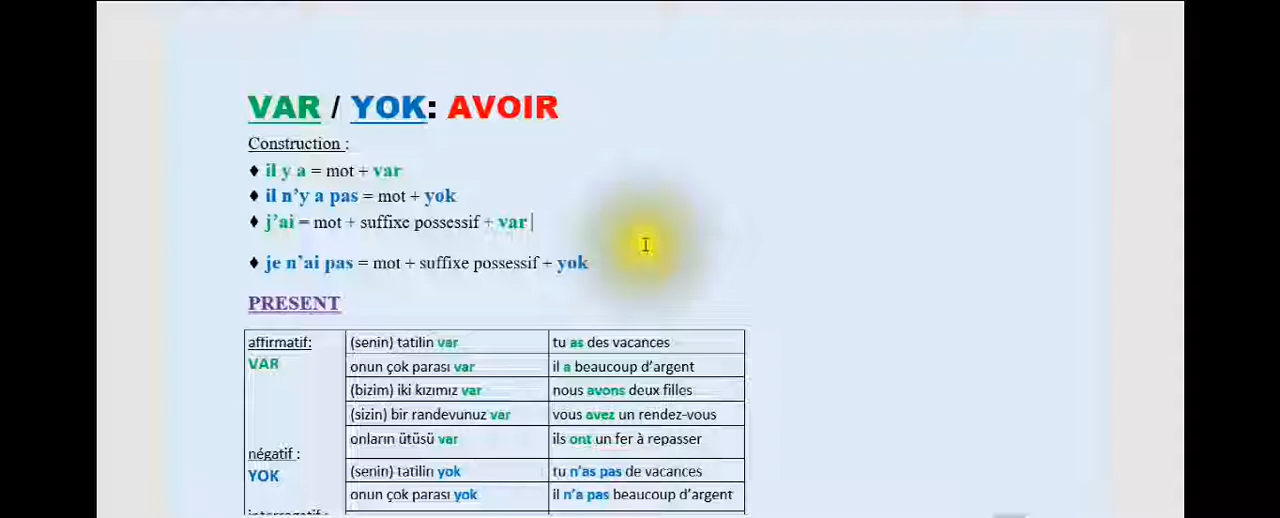 VAR / YOK: AVOIR
Construction :
♦ il y a = mot + var
♦ il n’y a pas = mot + yok
♦ j’ai = mot + suffixe possessif + var
♦ je n’ai pas = mot + suffixe possessif + yok
PRESENT
affirmatif: (senin) tatilin var tu as des vacances
VAR onun çok parası var il a beaucoup d’argent
(bizim) iki kızımız var nous avons deux filles
(sizin) bir randevunuz var vous avez un rendez-vous
onların ütüsü var ils ont un fer à repasser
négatif :
YOK (senin) tatilin yok tu n’as pas de vacances
onun çok parası yok il n’a pas beaucoup d’argent